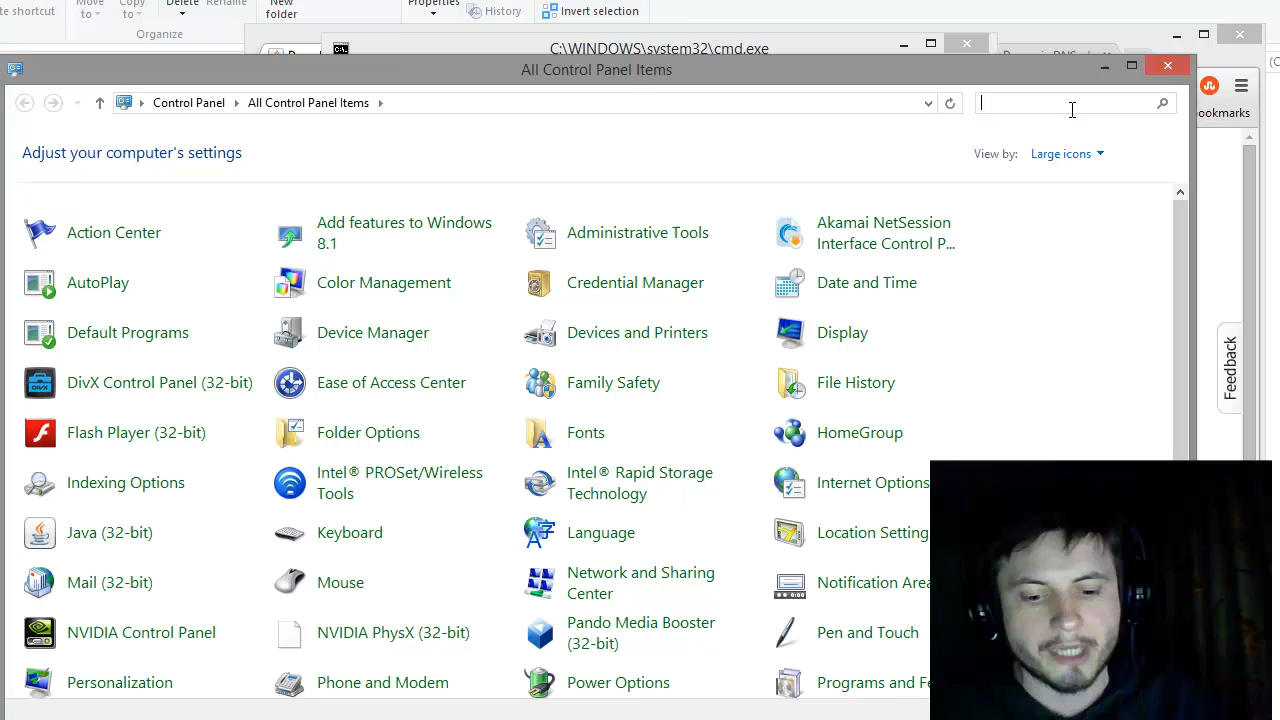 te shortcut
Move to
Copy to
Delete
Rename
New folder
Properties
History
Invert selection
Organize
C:\WINDOWS\system32\cmd.exe
All Control Panel Items
Control Panel
All Control Panel Items
ookmarks
Adjust your computer's settings
View by: Large icons
Action Center
Add features to Windows 8.1
Administrative Tools
Akamai NetSession Interface Control P...
AutoPlay
Color Management
Credential Manager
Date and Time
Default Programs
Device Manager
Devices and Printers
Display
DivX Control Panel (32-bit)
Ease of Access Center
Family Safety
File History
Feedback
Flash Player (32-bit)
Folder Options
Fonts
HomeGroup
Indexing Options
Intel® PROSet/Wireless Tools
Intel® Rapid Storage Technology
Internet Options
Java (32-bit)
Keyboard
Language
Location Setting
Mail (32-bit)
Mouse
Network and Sharing Center
Notification Area
NVIDIA Control Panel
NVIDIA PhysX (32-bit)
Pando Media Booster (32-bit)
Pen and Touch
Personalization
Phone and Modem
Power Options
Programs and Fe